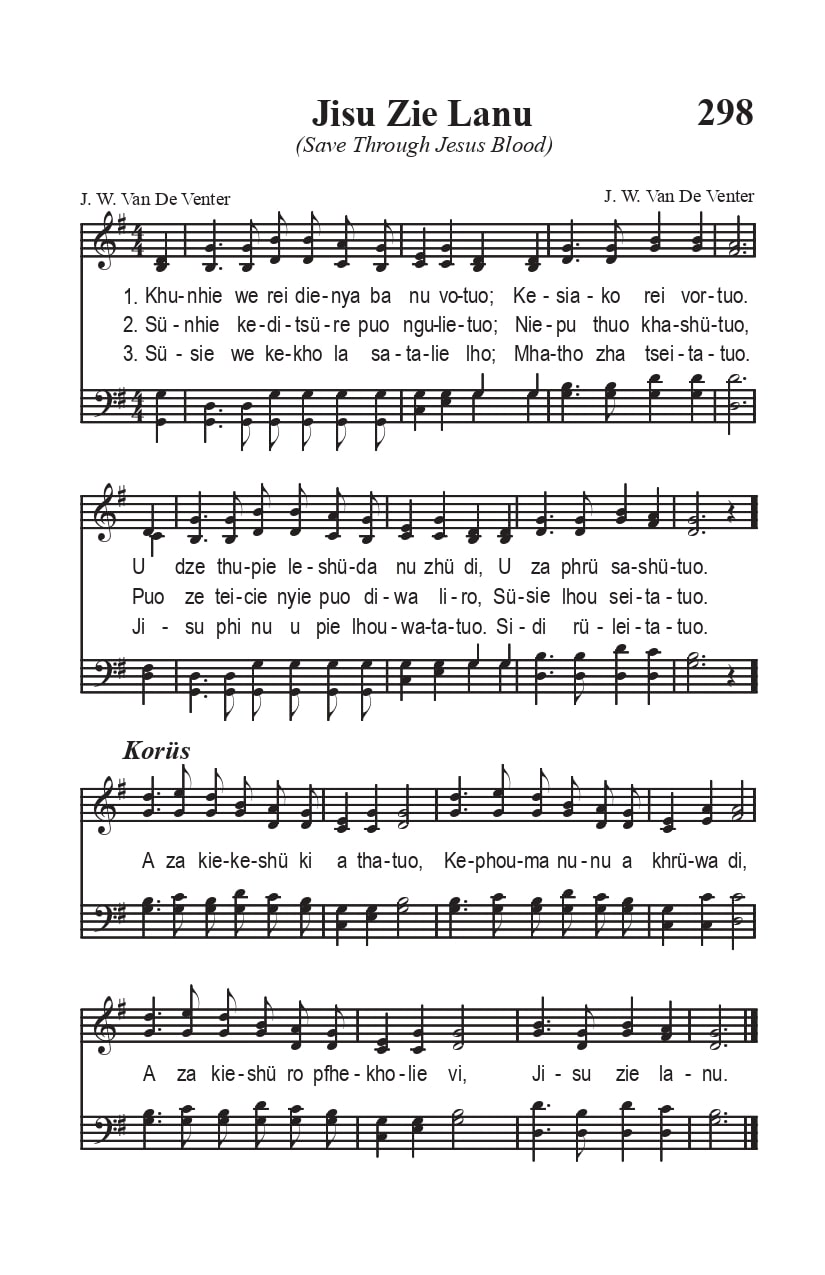 Jisu Zie Lanu 298
(Save Through Jesus Blood)
J. W. Van De Venter J. W. Van De Venter
1. Khu-nhie we rei die-nya ba nu vo-tuo; Ke-sia-ko rei vor-tuo.
2. Sü-nhie ke-di-tsü-re puo ngu-lie-tuo; Nie-pu thuo kha-shü-tuo,
3. Sü-sie we ke-kho la sa-ta-lie lho; Mha-tho zha tsei-ta-tuo.
U dze thu-pie le-shü-da nu zhü di, U za phrü sa-shü-tuo.
Puo ze tei-cie nyie puo di-wa li-ro, Sü-sie lhou sei-ta-tuo.
Ji-su phi nu u pie lhou-wa-ta-tuo. Si-di rü-lei-ta-tuo.
Korüs
A za kie-ke-shü ki a tha-tuo, Ke-phou-ma nu-nu a khrü-wa di,
A za kie-shü ro pfhe-kho-lie vi, Ji-su zie la-nu.